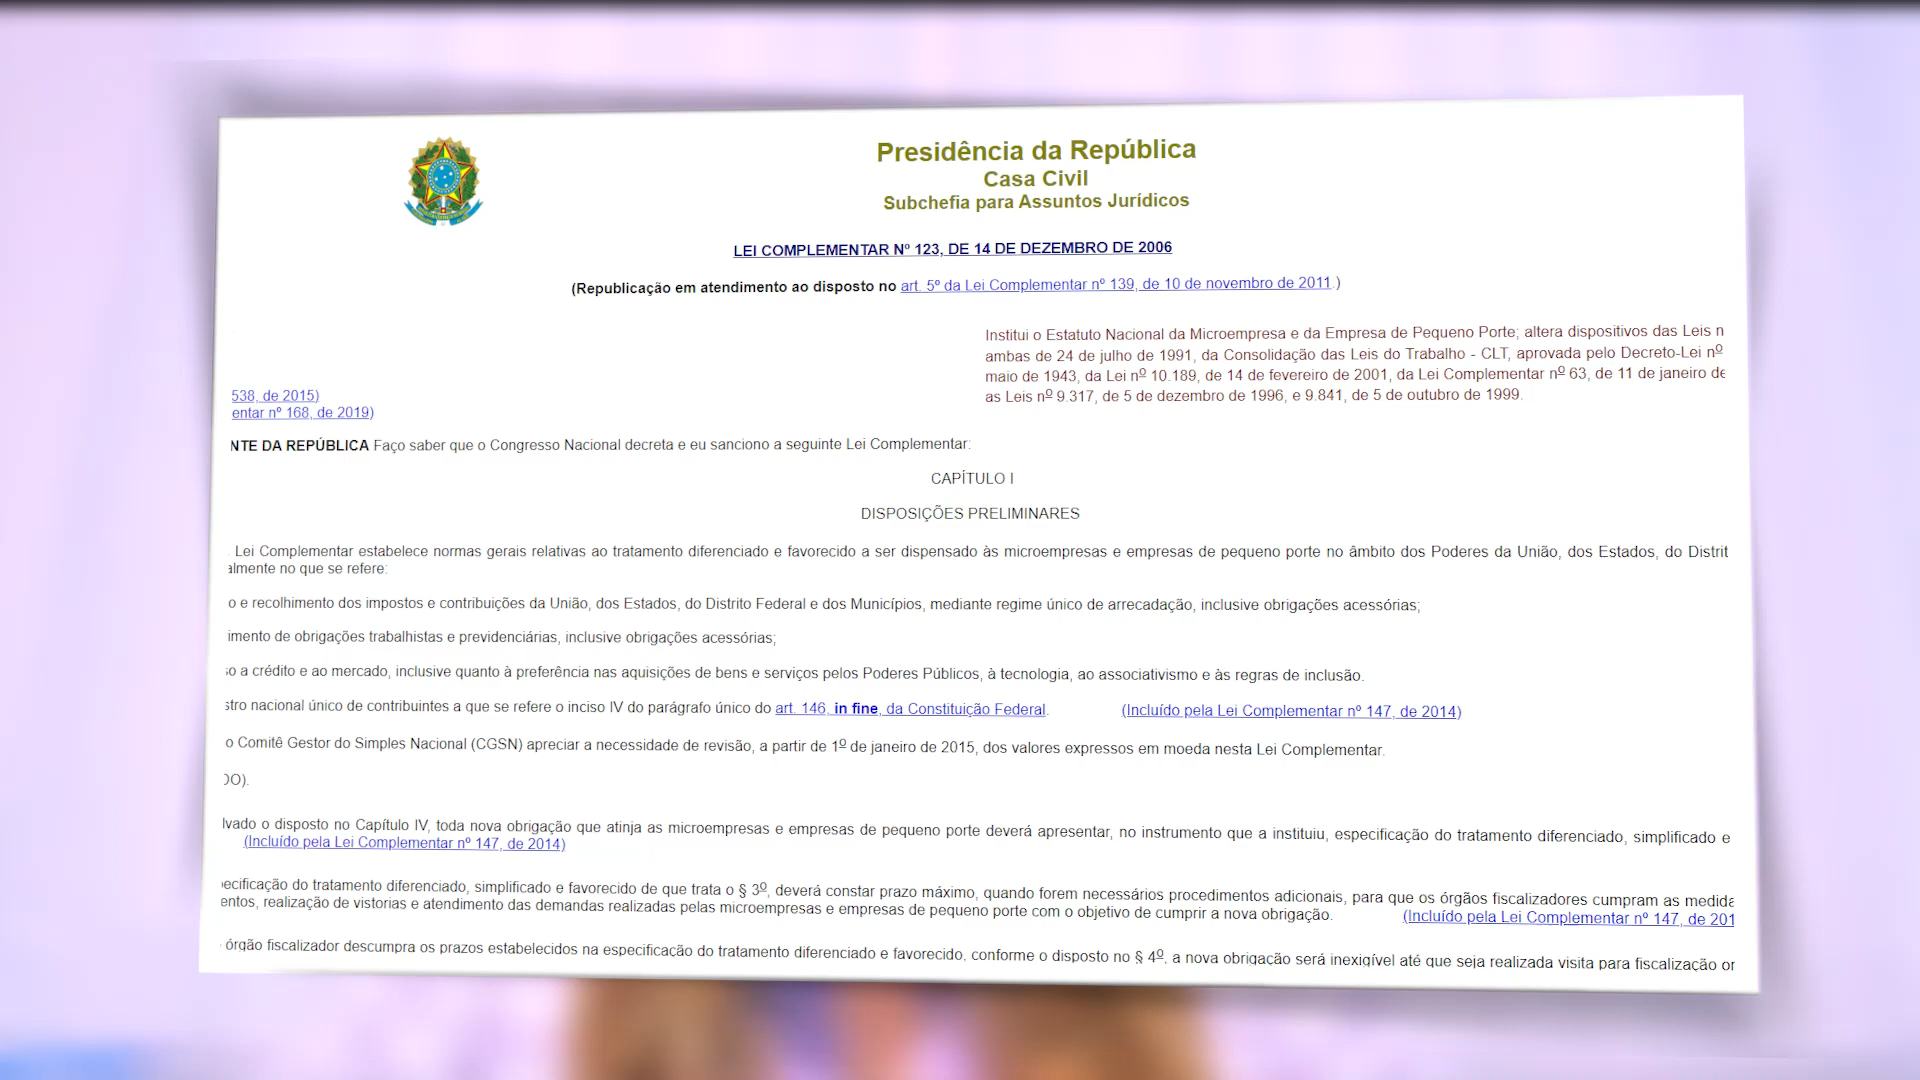 Presidência da República
Casa Civil
Subchefia para Assuntos Jurídicos
LEI COMPLEMENTAR Nº 123, DE 14 DE DEZEMBRO DE 2006
(Republicação em atendimento ao disposto no art. 5º da Lei Complementar nº 139, de 10 de novembro de 2011.)
Institui o Estatuto Nacional da Microempresa e da Empresa de Pequeno Porte; altera dispositivos das Leis n
ambas de 24 de julho de 1991, da Consolidação das Leis do Trabalho - CLT, aprovada pelo Decreto-Lei nº
maio de 1943, da Lei nº 10.189, de 14 de fevereiro de 2001, da Lei Complementar nº 63, de 11 de janeiro de
as Leis nº 9.317, de 5 de dezembro de 1996, e 9.841, de 5 de outubro de 1999.
538, de 2015)
entar nº 168, de 2019)
NTE DA REPÚBLICA Faço saber que o Congresso Nacional decreta e eu sanciono a seguinte Lei Complementar:
CAPÍTULO I
DISPOSIÇÕES PRELIMINARES
Lei Complementar estabelece normas gerais relativas ao tratamento diferenciado e favorecido a ser dispensado às microempresas e empresas de pequeno porte no âmbito dos Poderes da União, dos Estados, do Distrit
almente no que se refere:
o e recolhimento dos impostos e contribuições da União, dos Estados, do Distrito Federal e dos Municípios, mediante regime único de arrecadação, inclusive obrigações acessórias;
imento de obrigações trabalhistas e previdenciárias, inclusive obrigações acessórias;
so a crédito e ao mercado, inclusive quanto à preferência nas aquisições de bens e serviços pelos Poderes Públicos, à tecnologia, ao associativismo e às regras de inclusão.
stro nacional único de contribuintes a que se refere o inciso IV do parágrafo único do art. 146, in fine, da Constituição Federal. (Incluído pela Lei Complementar nº 147, de 2014)
o Comitê Gestor do Simples Nacional (CGSN) apreciar a necessidade de revisão, a partir de 1º de janeiro de 2015, dos valores expressos em moeda nesta Lei Complementar.
DO).
lvado o disposto no Capítulo IV, toda nova obrigação que atinja as microempresas e empresas de pequeno porte deverá apresentar, no instrumento que a instituiu, especificação do tratamento diferenciado, simplificado e
(Incluído pela Lei Complementar nº 147, de 2014)
pecificação do tratamento diferenciado, simplificado e favorecido de que trata o § 3º, deverá constar prazo máximo, quando forem necessários procedimentos adicionais, para que os órgãos fiscalizadores cumpram as medida
entos, realização de vistorias e atendimento das demandas realizadas pelas microempresas e empresas de pequeno porte com o objetivo de cumprir a nova obrigação. (Incluído pela Lei Complementar nº 147, de 201
órgão fiscalizador descumpra os prazos estabelecidos na especificação do tratamento diferenciado e favorecido, conforme o disposto no § 4º, a nova obrigação será inexigível até que seja realizada visita para fiscalização or